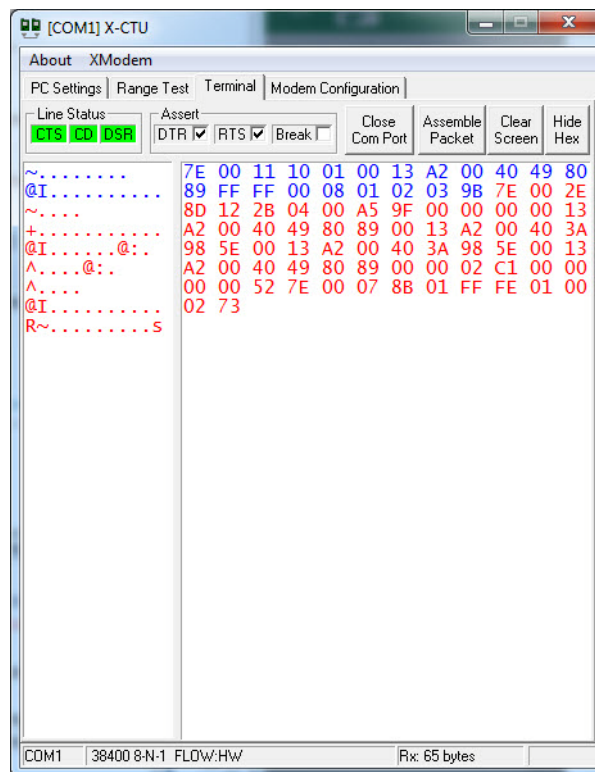 [COM1] X-CTU
About XModem
PC Settings Range Test Terminal Modem Configuration
Line Status
CTS CD DSR
Assert
DTR RTS Break
Close Com Port
Assemble Packet
Clear Screen
Hide Hex
~........
@I..........
~....
+...........
@I......@:.
^....@:.
^....
@I..........
R~.........s
7E 00 11 10 01 00 13 A2 00 40 49 80
89 FF FF 00 08 01 02 03 9B 7E 00 2E
8D 12 2B 04 00 A5 9F 00 00 00 00 13
A2 00 40 49 80 89 00 13 A2 00 40 3A
98 5E 00 13 A2 00 40 3A 98 5E 00 13
A2 00 40 49 80 89 00 00 02 C1 00 00
00 00 52 7E 00 07 8B 01 FF FE 01 00
02 73
COM1 38400 8-N-1 FLOW:HW Rx: 65 bytes